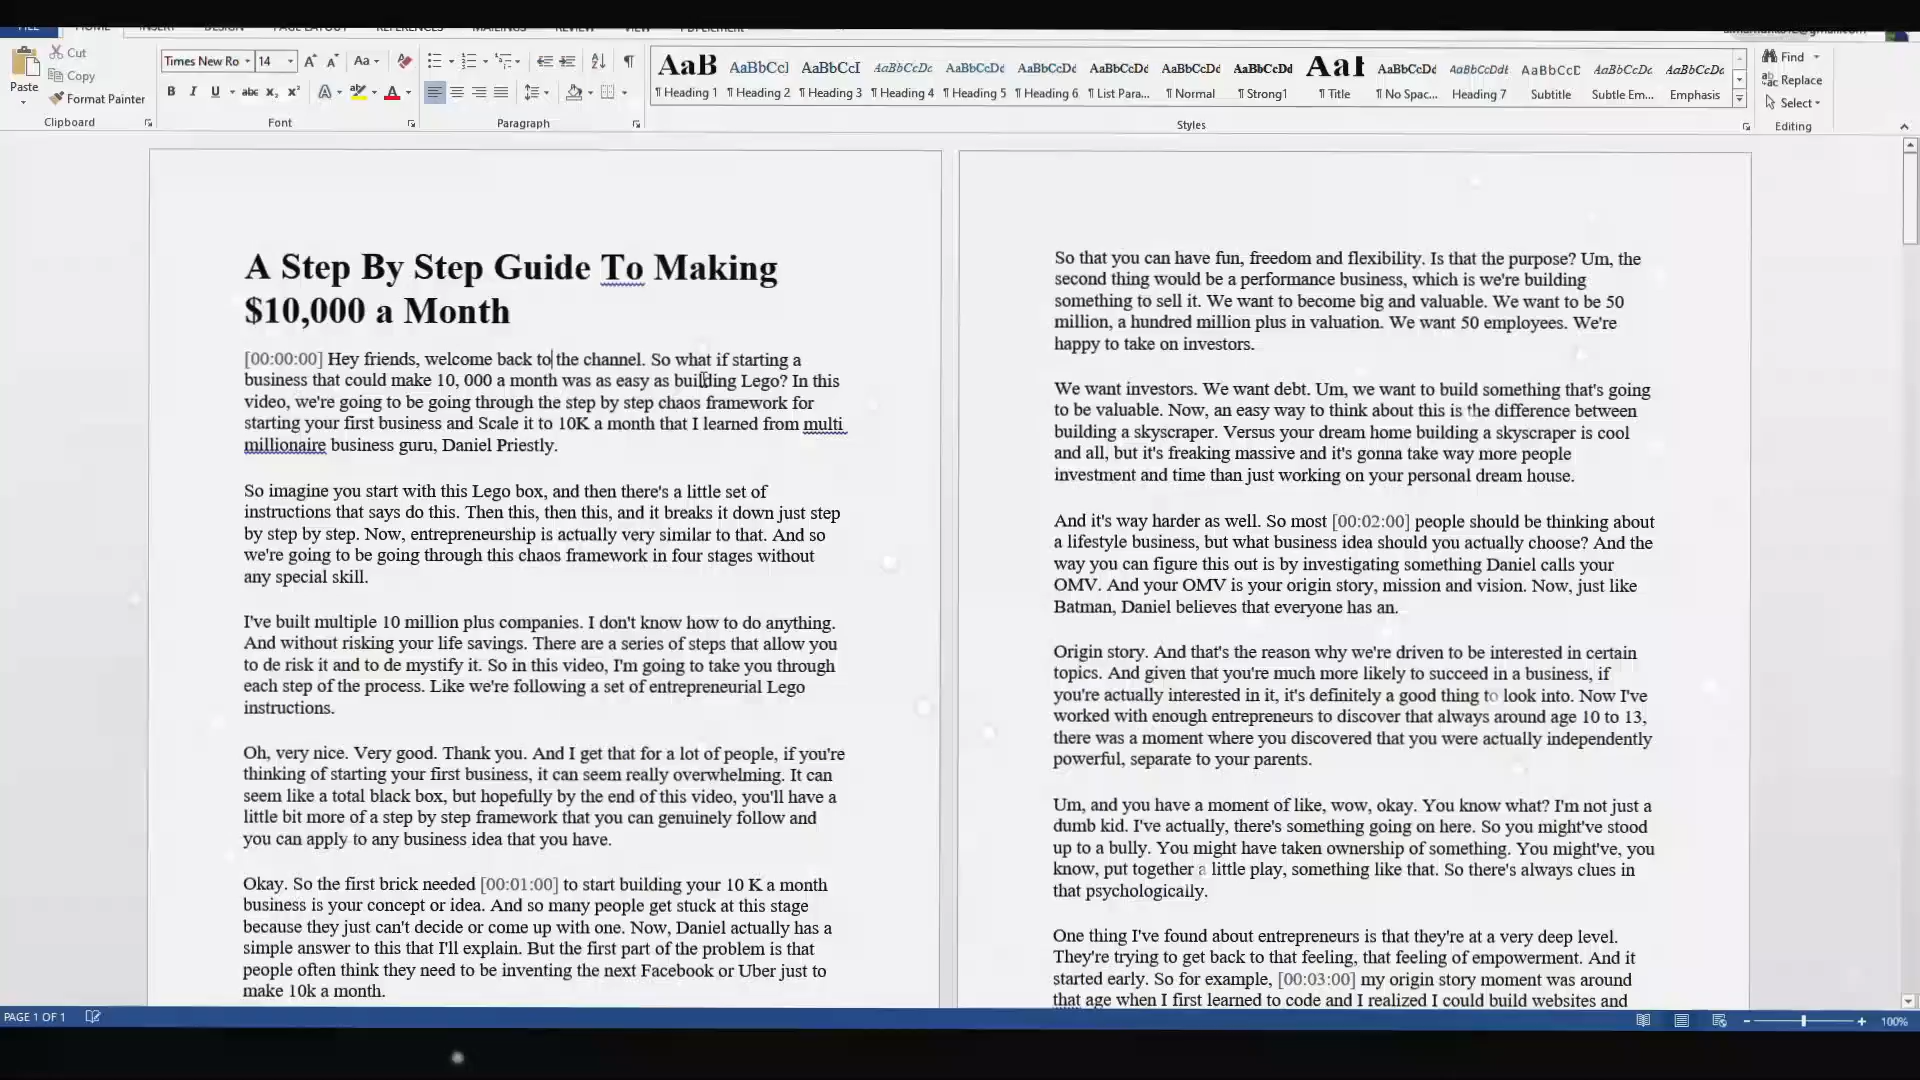 Cut
Copy
Format Painter
Paste
Clipboard
Times New Ro
14
Aa
Font
Paragraph
AaB AaBbCcI AaBbCcI AaBbCcDc AaBbCcDc AaBbCcDc AaBbCcDc AaBbCcDc AaBbCcDd AaI AaBbCcDd AaBbCcDdt AaBbCcD AaBbCcDc AaBbCcDc
¶ Heading 1 ¶ Heading 2 ¶ Heading 3 ¶ Heading 4 ¶ Heading 5 ¶ Heading 6 ¶ List Para... ¶ Normal ¶ Strong1 ¶ Title ¶ No Spac... Heading 7 Subtitle Subtle Em... Emphasis
Styles
Find
Replace
Select
Editing
A Step By Step Guide To Making
$10,000 a Month
[00:00:00] Hey friends, welcome back to the channel. So what if starting a
business that could make 10, 000 a month was as easy as building Lego? In this
video, we're going to be going through the step by step chaos framework for
starting your first business and Scale it to 10K a month that I learned from multi
millionaire business guru, Daniel Priestly.
So imagine you start with this Lego box, and then there's a little set of
instructions that says do this. Then this, then this, and it breaks it down just step
by step by step. Now, entrepreneurship is actually very similar to that. And so
we're going to be going through this chaos framework in four stages without
any special skill.
I've built multiple 10 million plus companies. I don't know how to do anything.
And without risking your life savings. There are a series of steps that allow you
to de risk it and to de mystify it. So in this video, I'm going to take you through
each step of the process. Like we're following a set of entrepreneurial Lego
instructions.
Oh, very nice. Very good. Thank you. And I get that for a lot of people, if you're
thinking of starting your first business, it can seem really overwhelming. It can
seem like a total black box, but hopefully by the end of this video, you'll have a
little bit more of a step by step framework that you can genuinely follow and
you can apply to any business idea that you have.
Okay. So the first brick needed [00:01:00] to start building your 10 K a month
business is your concept or idea. And so many people get stuck at this stage
because they just can't decide or come up with one. Now, Daniel actually has a
simple answer to this that I'll explain. But the first part of the problem is that
people often think they need to be inventing the next Facebook or Uber just to
make 10k a month.
So that you can have fun, freedom and flexibility. Is that the purpose? Um, the
second thing would be a performance business, which is we're building
something to sell it. We want to become big and valuable. We want to be 50
million, a hundred million plus in valuation. We want 50 employees. We're
happy to take on investors.
We want investors. We want debt. Um, we want to build something that's going
to be valuable. Now, an easy way to think about this is the difference between
building a skyscraper. Versus your dream home building a skyscraper is cool
and all, but it's freaking massive and it's gonna take way more people
investment and time than just working on your personal dream house.
And it's way harder as well. So most [00:02:00] people should be thinking about
a lifestyle business, but what business idea should you actually choose? And the
way you can figure this out is by investigating something Daniel calls your
OMV. And your OMV is your origin story, mission and vision. Now, just like
Batman, Daniel believes that everyone has an.
Origin story. And that's the reason why we're driven to be interested in certain
topics. And given that you're much more likely to succeed in a business, if
you're actually interested in it, it's definitely a good thing to look into. Now I've
worked with enough entrepreneurs to discover that always around age 10 to 13,
there was a moment where you discovered that you were actually independently
powerful, separate to your parents.
Um, and you have a moment of like, wow, okay. You know what? I'm not just a
dumb kid. I've actually, there's something going on here. So you might've stood
up to a bully. You might have taken ownership of something. You might've, you
know, put together a little play, something like that. So there's always clues in
that psychologically.
One thing I've found about entrepreneurs is that they're at a very deep level.
They're trying to get back to that feeling, that feeling of empowerment. And it
started early. So for example, [00:03:00] my origin story moment was around
that age when I first learned to code and I realized I could build websites and
PAGE 1 OF 1
100%